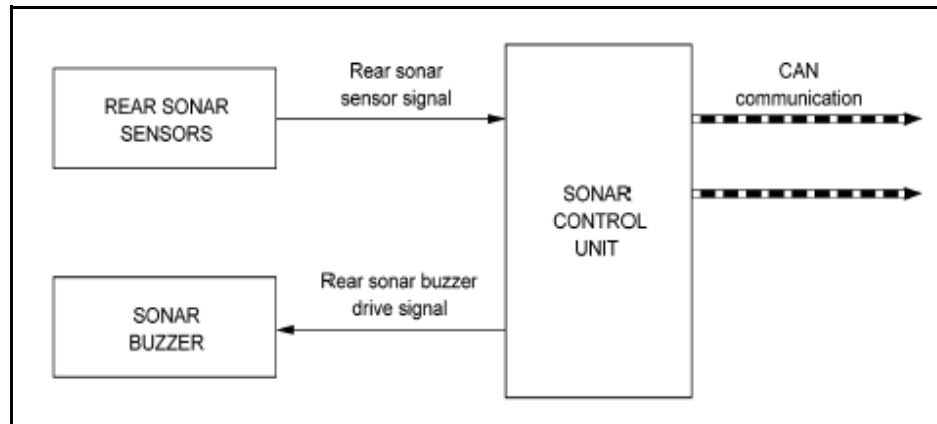 REAR SONAR
SENSORS
Rear sonar
sensor signal
CAN
communication
SONAR
CONTROL
UNIT
SONAR
BUZZER
Rear sonar buzzer
drive signal